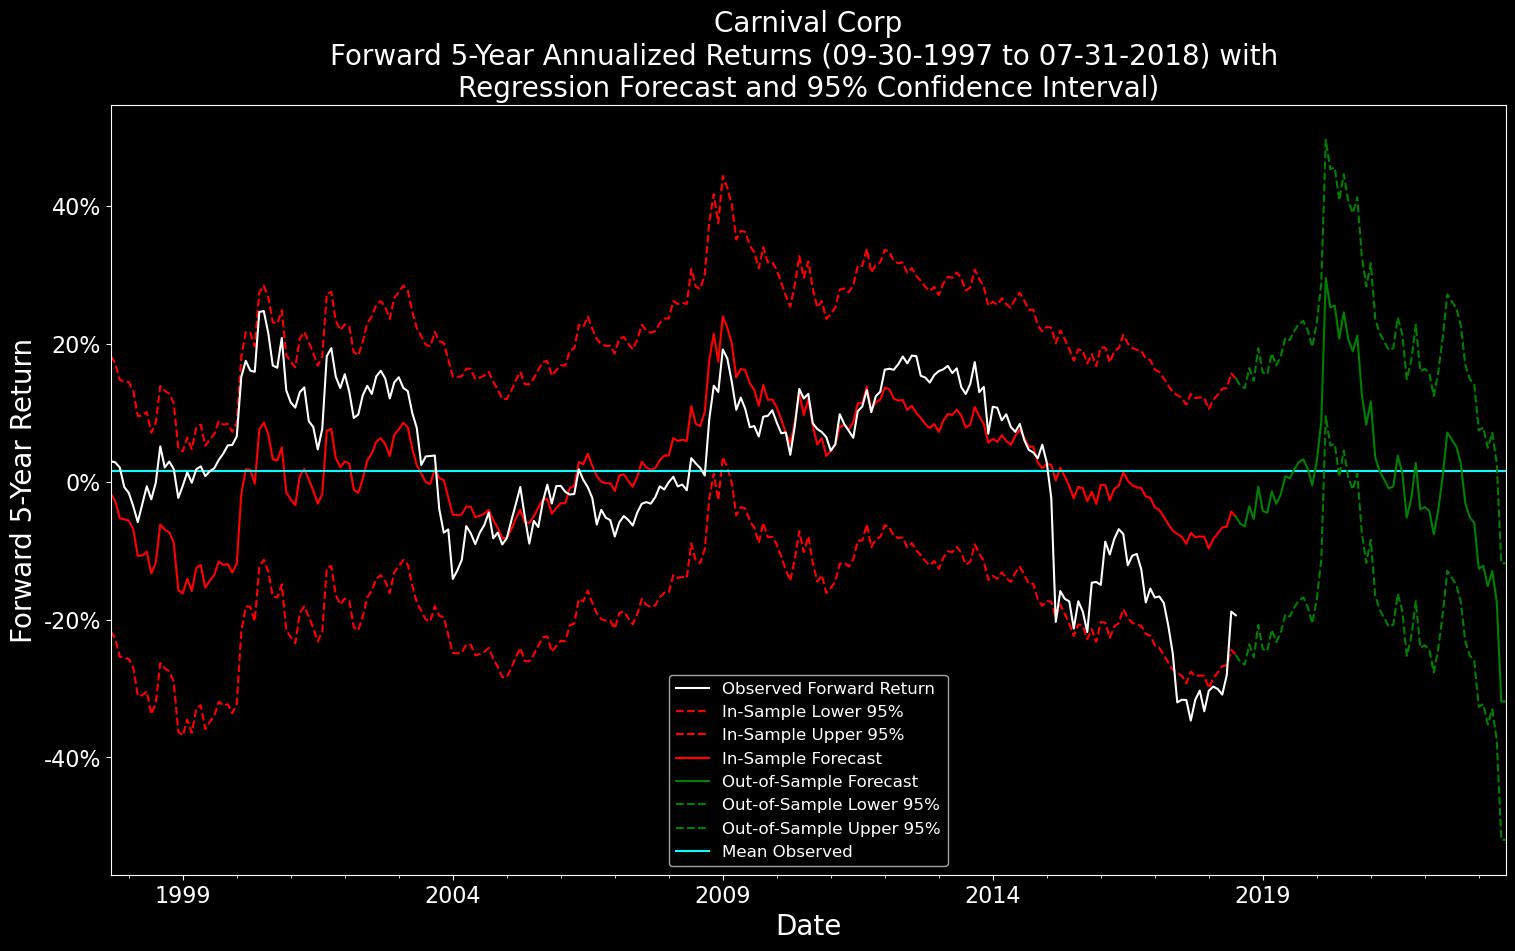 Carnival Corp
Forward 5-Year Annualized Returns (09-30-1997 to 07-31-2018) with
Regression Forecast and 95% Confidence Interval)
Forward 5-Year Return
40%
20%
0%
-20%
-40%
Observed Forward Return
In-Sample Lower 95%
In-Sample Upper 95%
In-Sample Forecast
Out-of-Sample Forecast
Out-of-Sample Lower 95%
Out-of-Sample Upper 95%
Mean Observed
1999 2004 2009 2014 2019
Date